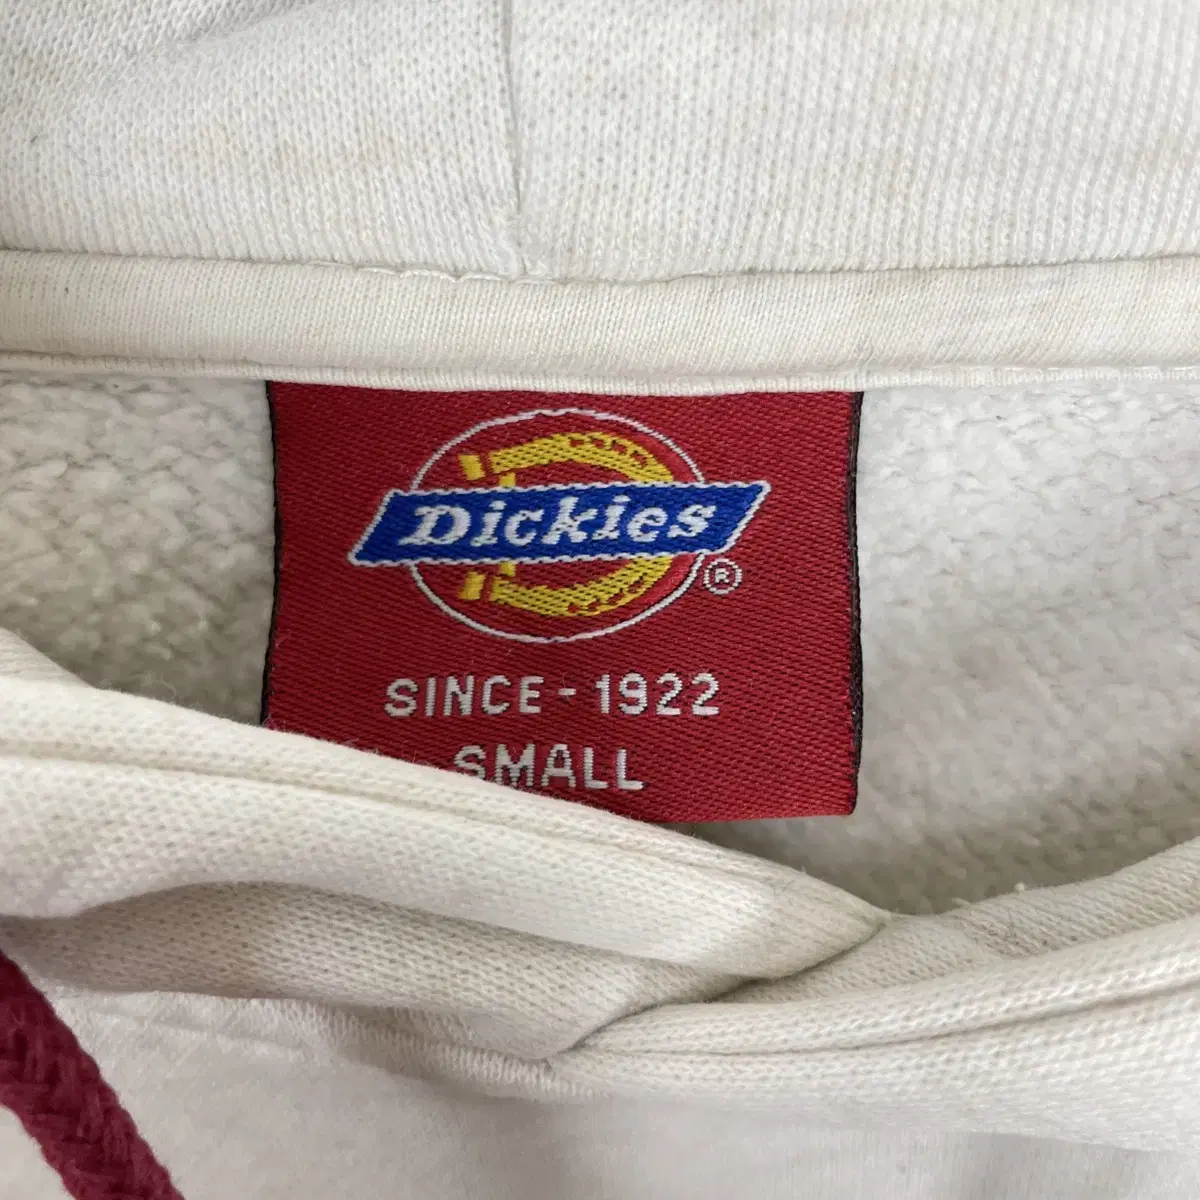 Dickies
®
SINCE-1922
SMALL